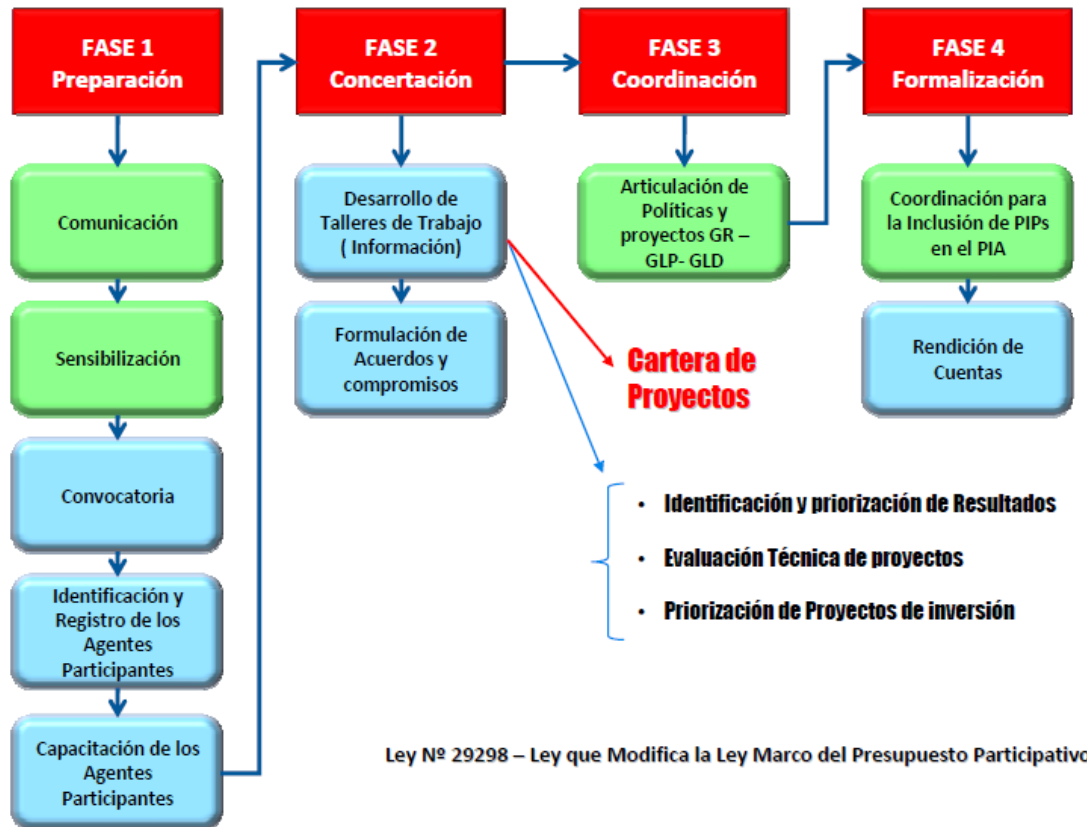 FASE 1
Preparación
Comunicación
Sensibilización
Convocatoria
Identificación y
Registro de los
Agentes
Participantes
Capacitación de los
Agentes
Participantes
FASE 2
Concertación
Desarrollo de
Talleres de Trabajo
( Información)
Formulación de
Acuerdos y
compromisos
FASE 3
Coordinación
Articulación de
Políticas y
proyectos GR –
GLP- GLD
FASE 4
Formalización
Coordinación para
la Inclusión de PIPs
en el PIA
Rendición de
Cuentas
Cartera de
Proyectos
• Identificación y priorización de Resultados
• Evaluación Técnica de proyectos
• Priorización de Proyectos de inversión
Ley Nº 29298 – Ley que Modifica la Ley Marco del Presupuesto Participativo